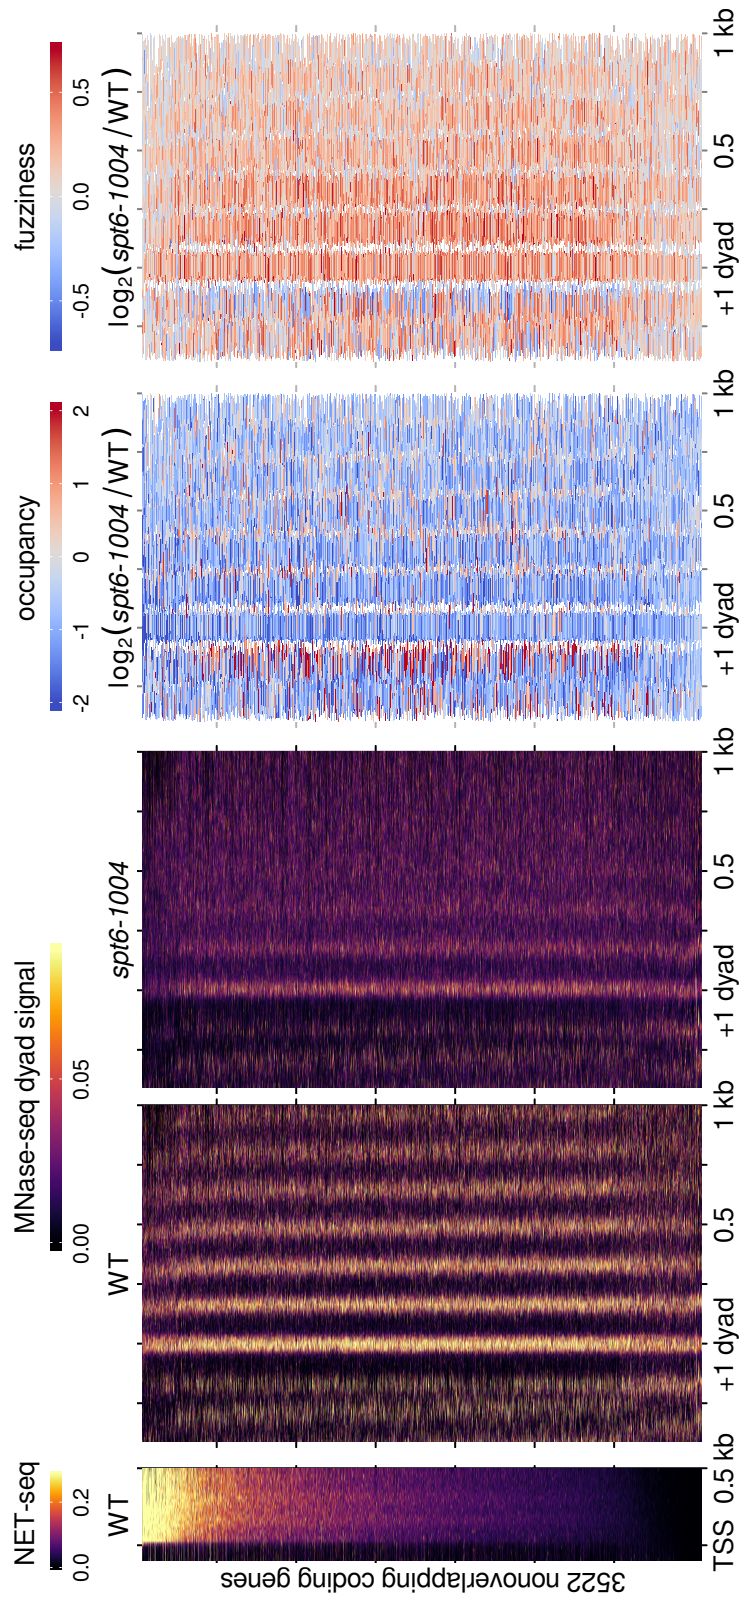 NET-seq
0.0 0.2
WT
3522 nonoverlapping coding genes
TSS 0.5 kb
MNase-seq dyad signal
0.00 0.05
WT
+1 dyad 0.5 1 kb
spt6-1004
+1 dyad 0.5 1 kb
occupancy
-2 -1 0 1 2
log₂(spt6-1004 / WT)
+1 dyad 0.5 1 kb
fuzziness
-0.5 0.0 0.5
log₂(spt6-1004 / WT)
+1 dyad 0.5 1 kb